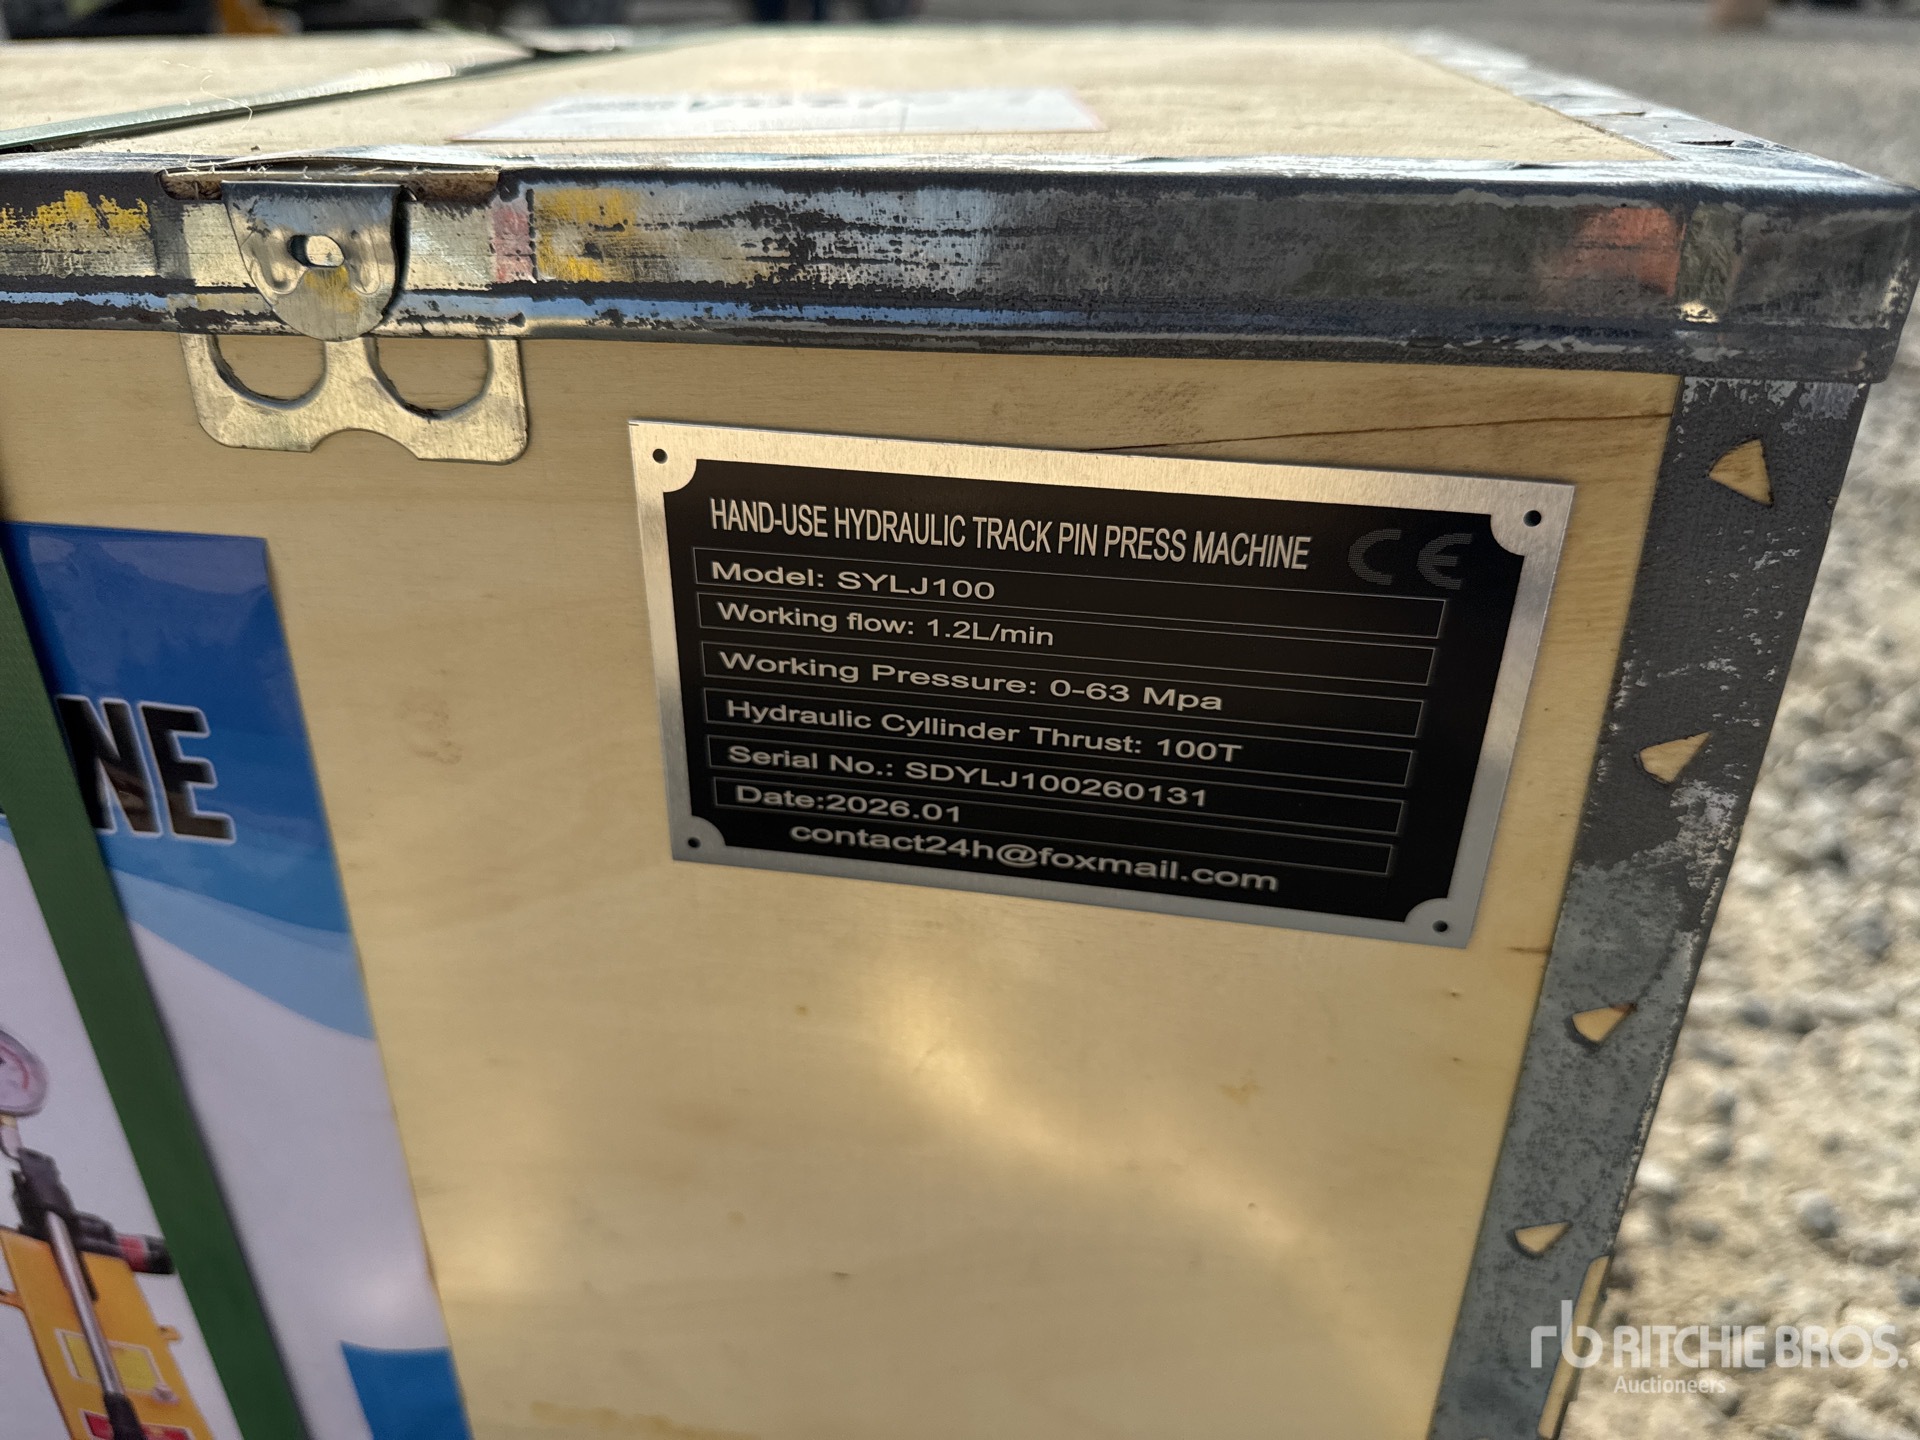 HAND-USE HYDRAULIC TRACK PIN PRESS MACHINE CE
Model: SYLJ100
Working flow: 1.2L/min
Working Pressure: 0-63 Mpa
Hydraulic Cyllinder Thrust: 100T
Serial No.: SDYLJ100260131
Date:2026.01
contact24h@foxmail.com
NE
rb RITCHIE BROS.
Auctioneers